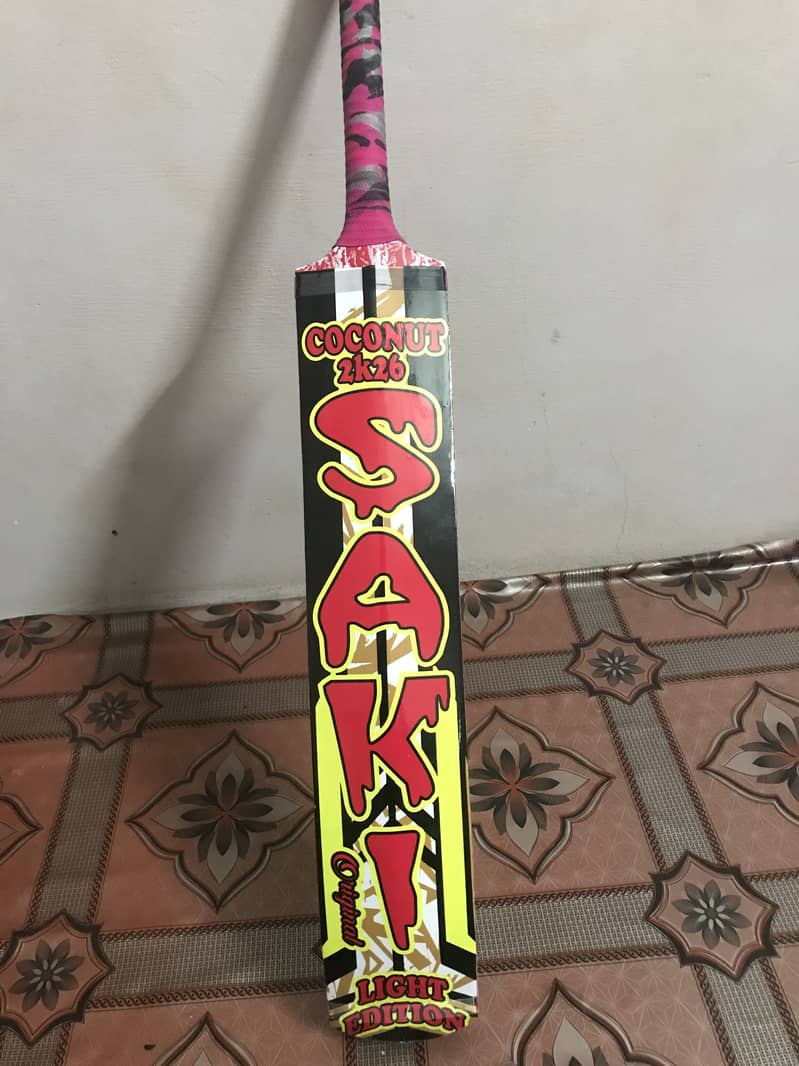 COCONUT
2k26
SAKI
Original
LIGHT
EDITION